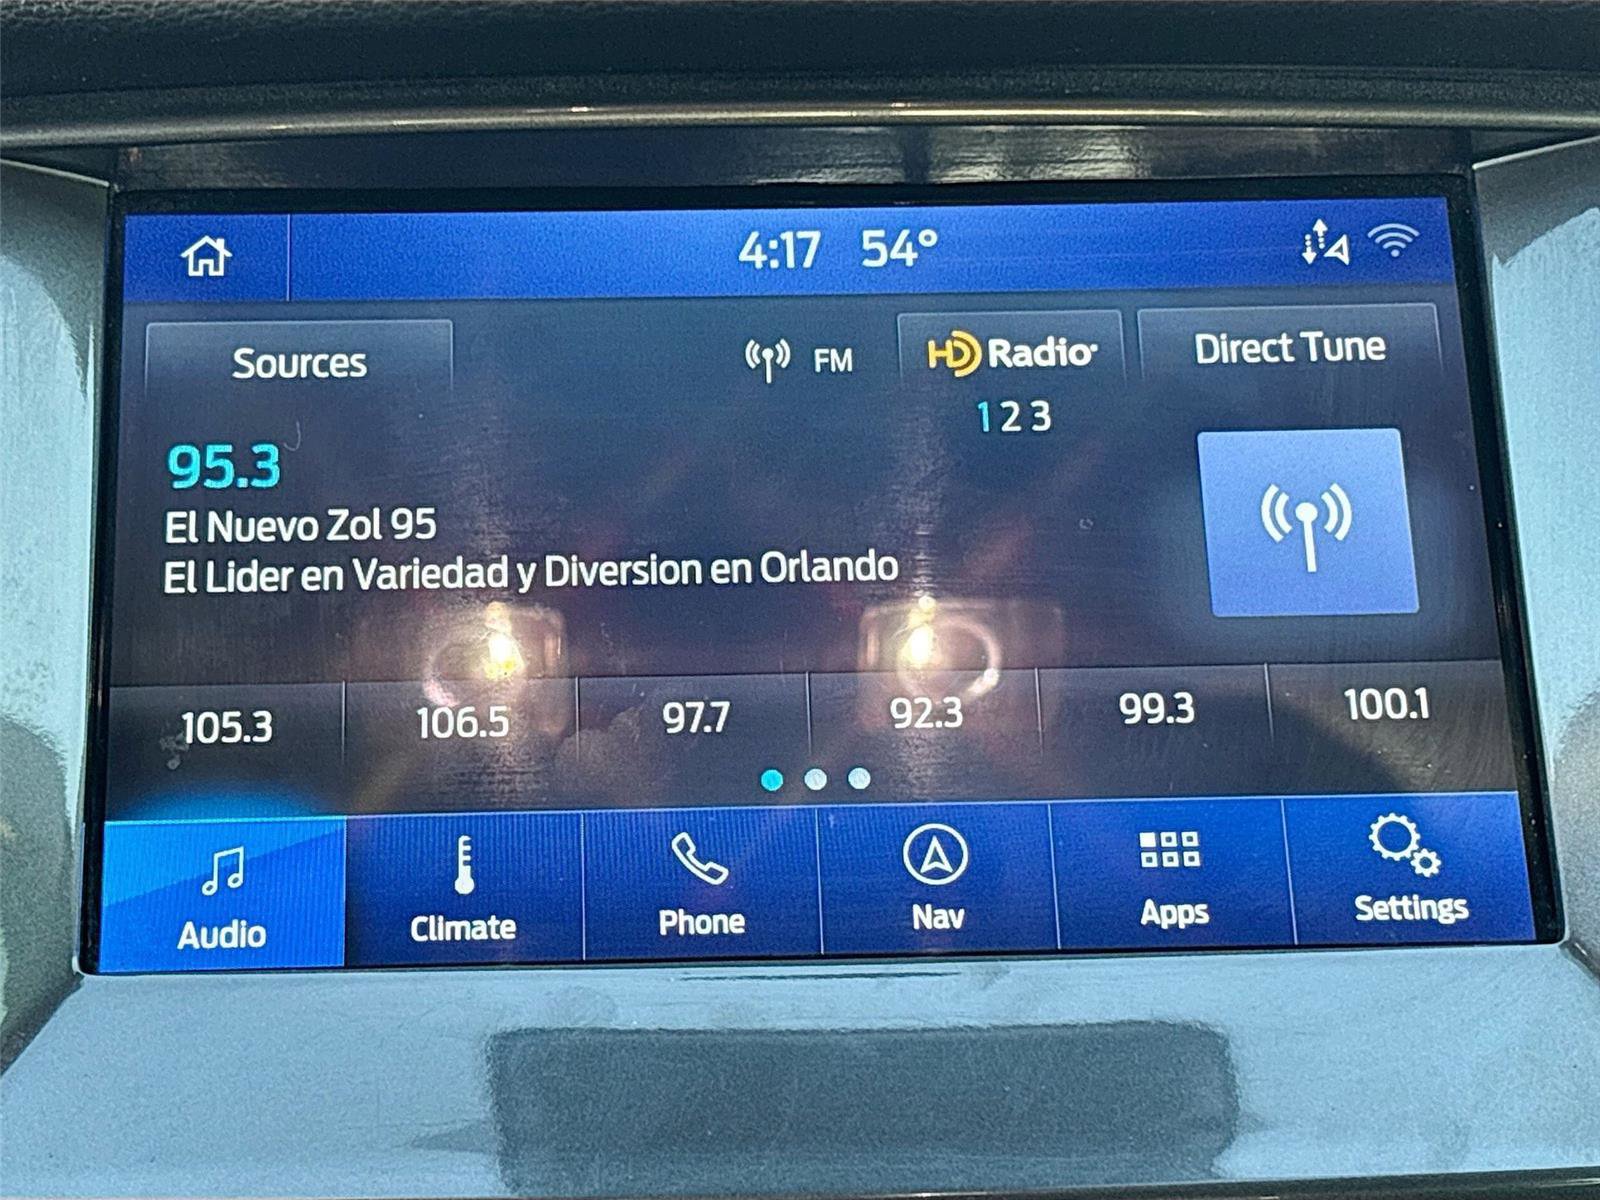 4:17 54°
Sources FM HD Radio Direct Tune
1 2 3
95.3
El Nuevo Zol 95
El Lider en Variedad y Diversion en Orlando
105.3 106.5 97.7 92.3 99.3 100.1
Audio Climate Phone Nav Apps Settings